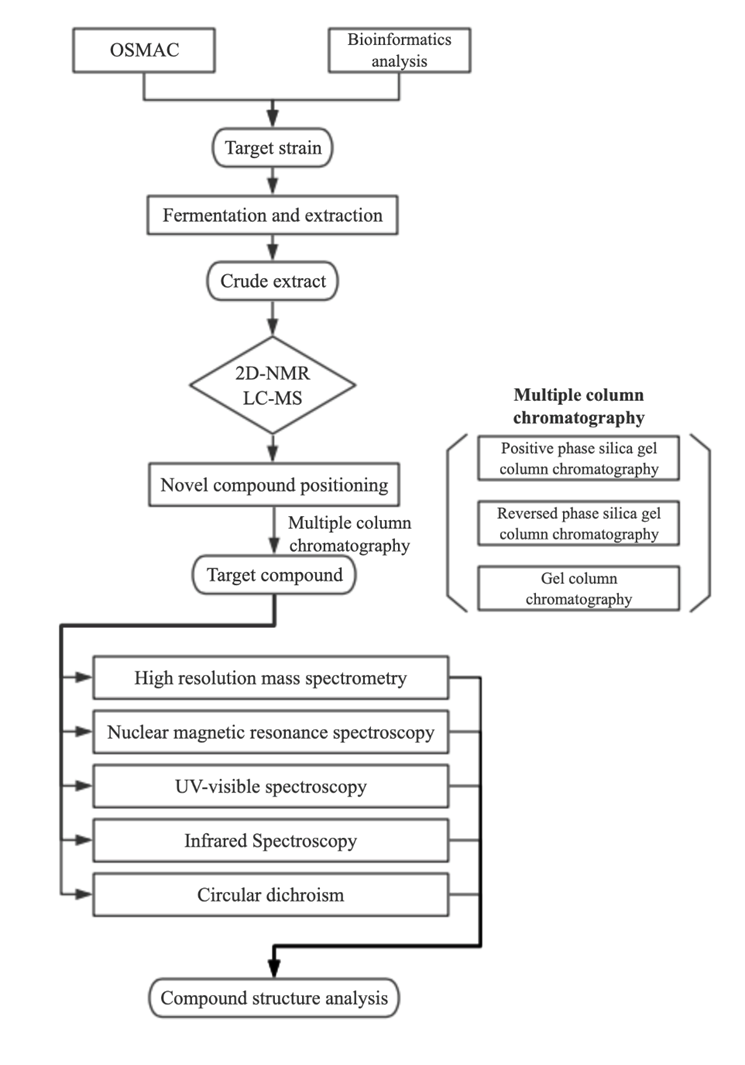 OSMAC
Bioinformatics
analysis
Target strain
Fermentation and extraction
Crude extract
2D-NMR
LC-MS
Novel compound positioning
Multiple column
chromatography
Target compound
Multiple column
chromatography
Positive phase silica gel
column chromatography
Reversed phase silica gel
column chromatography
Gel column
chromatography
High resolution mass spectrometry
Nuclear magnetic resonance spectroscopy
UV-visible spectroscopy
Infrared Spectroscopy
Circular dichroism
Compound structure analysis